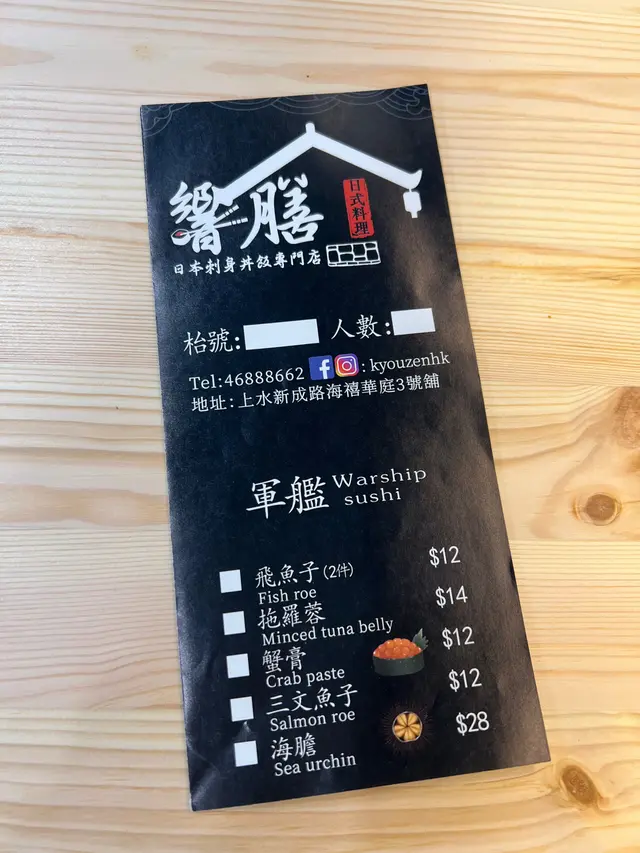 響膳
日式料理
日本刺身丼飯專門店
枱號: 人數:
Tel:46888662 : kyouzenhk
地址:上水新成路海禧華庭3號舖
軍艦 Warship sushi
飛魚子(2件) $12
Fish roe
拖羅蓉 $14
Minced tuna belly
蟹膏 $12
Crab paste
三文魚子 $12
Salmon roe
海膽 $28
Sea urchin